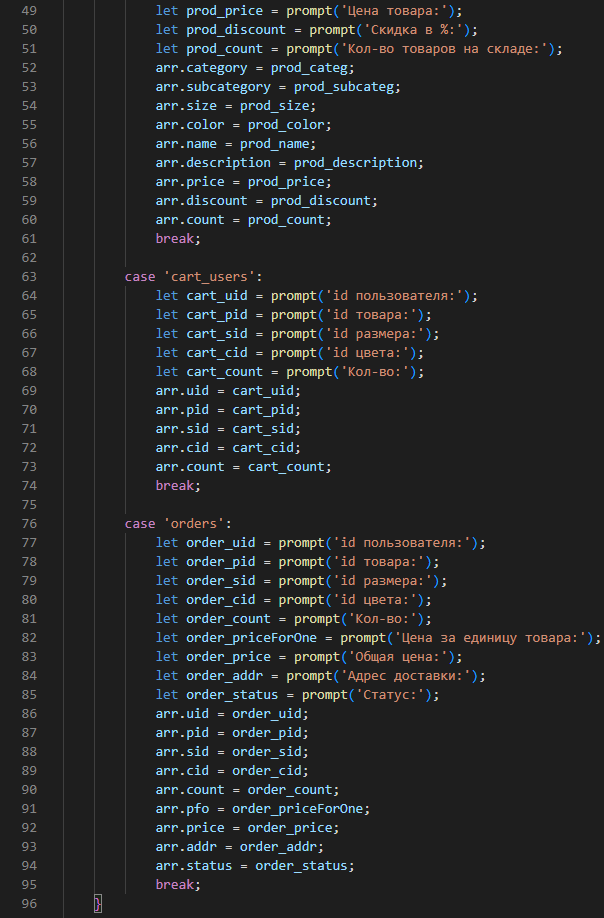 49 let prod_price = prompt('Цена товара:');
50 let prod_discount = prompt('Скидка в %:');
51 let prod_count = prompt('Кол-во товаров на складе:');
52 arr.category = prod_categ;
53 arr.subcategory = prod_subcateg;
54 arr.size = prod_size;
55 arr.color = prod_color;
56 arr.name = prod_name;
57 arr.description = prod_description;
58 arr.price = prod_price;
59 arr.discount = prod_discount;
60 arr.count = prod_count;
61 break;
62
63 case 'cart_users':
64 let cart_uid = prompt('id пользователя:');
65 let cart_pid = prompt('id товара:');
66 let cart_sid = prompt('id размера:');
67 let cart_cid = prompt('id цвета:');
68 let cart_count = prompt('Кол-во:');
69 arr.uid = cart_uid;
70 arr.pid = cart_pid;
71 arr.sid = cart_sid;
72 arr.cid = cart_cid;
73 arr.count = cart_count;
74 break;
75
76 case 'orders':
77 let order_uid = prompt('id пользователя:');
78 let order_pid = prompt('id товара:');
79 let order_sid = prompt('id размера:');
80 let order_cid = prompt('id цвета:');
81 let order_count = prompt('Кол-во:');
82 let order_priceForOne = prompt('Цена за единицу товара:');
83 let order_price = prompt('Общая цена:');
84 let order_addr = prompt('Адрес доставки:');
85 let order_status = prompt('Статус:');
86 arr.uid = order_uid;
87 arr.pid = order_pid;
88 arr.sid = order_sid;
89 arr.cid = order_cid;
90 arr.count = order_count;
91 arr.pfo = order_priceForOne;
92 arr.price = order_price;
93 arr.addr = order_addr;
94 arr.status = order_status;
95 break;
96 }